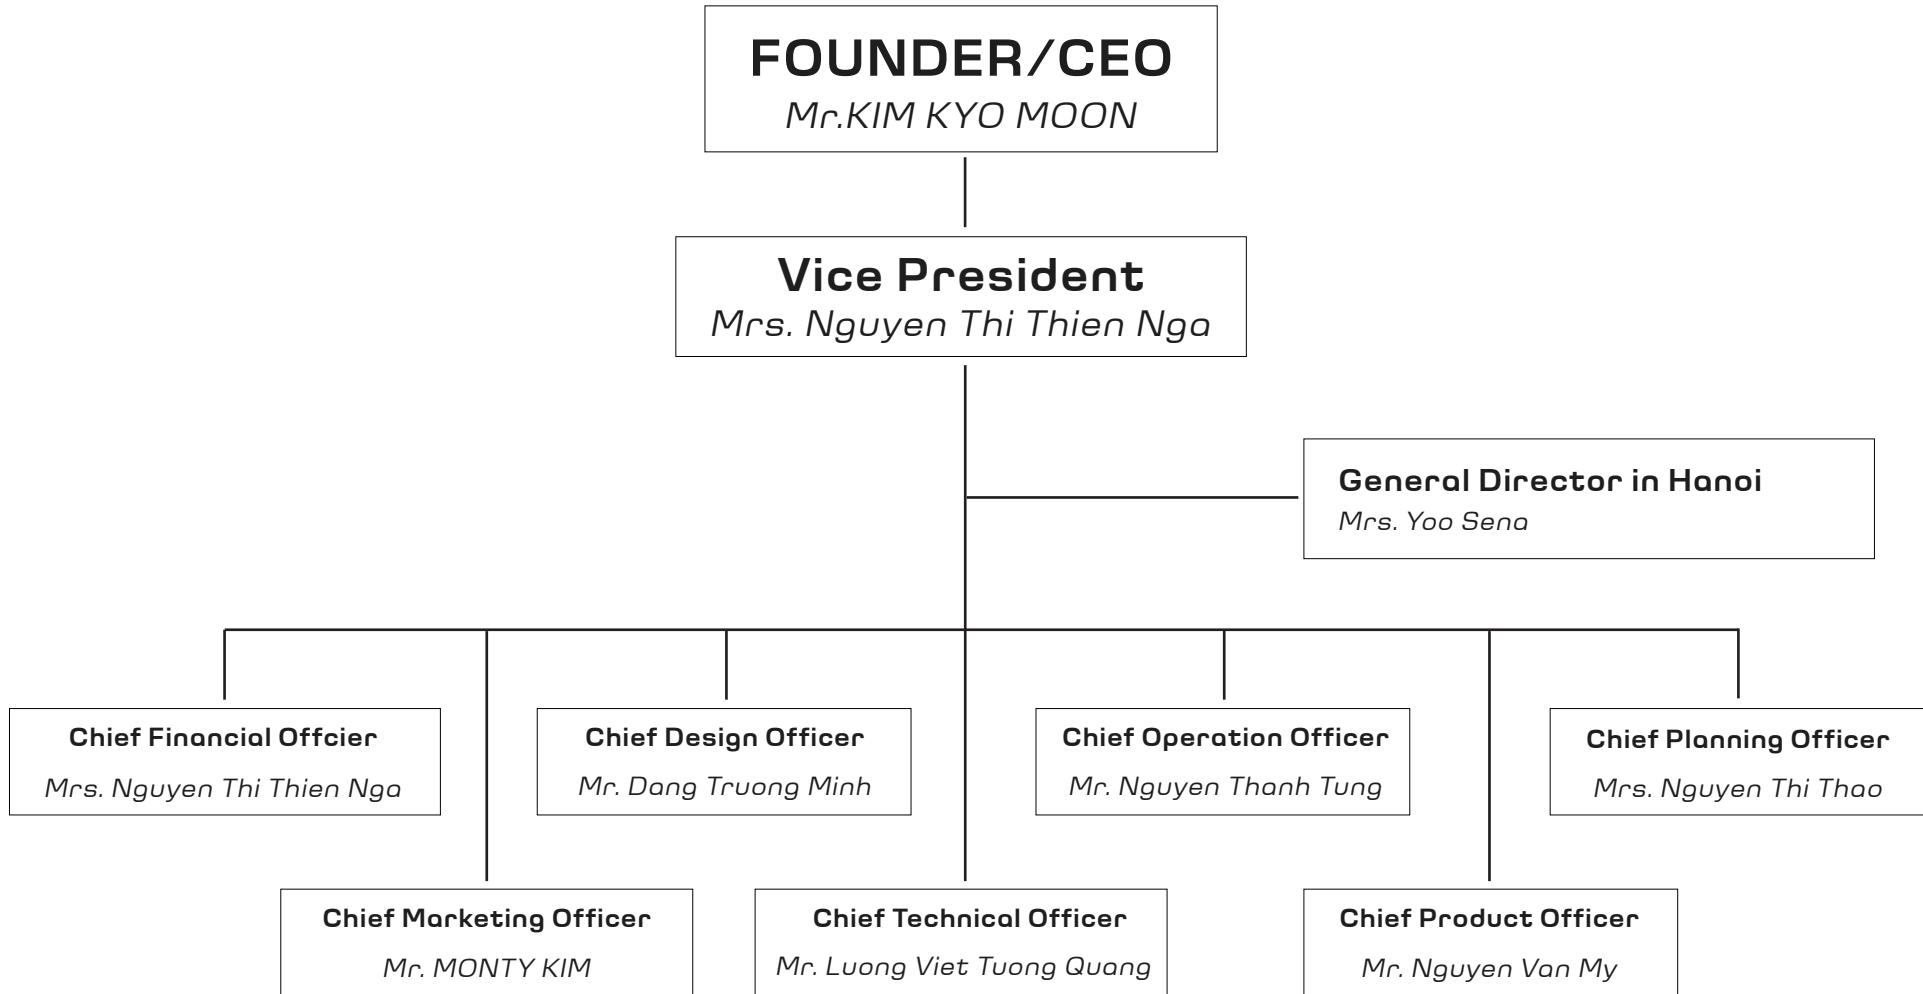 FOUNDER/CEO
Mr.KIM KYO MOON
Vice President
Mrs. Nguyen Thi Thien Nga
General Director in Hanoi
Mrs. Yoo Sena
Chief Financial Offcier
Mrs. Nguyen Thi Thien Nga
Chief Design Officer
Mr. Dang Truong Minh
Chief Operation Officer
Mr. Nguyen Thanh Tung
Chief Planning Officer
Mrs. Nguyen Thi Thao
Chief Marketing Officer
Mr. MONTY KIM
Chief Technical Officer
Mr. Luong Viet Tuong Quang
Chief Product Officer
Mr. Nguyen Van My